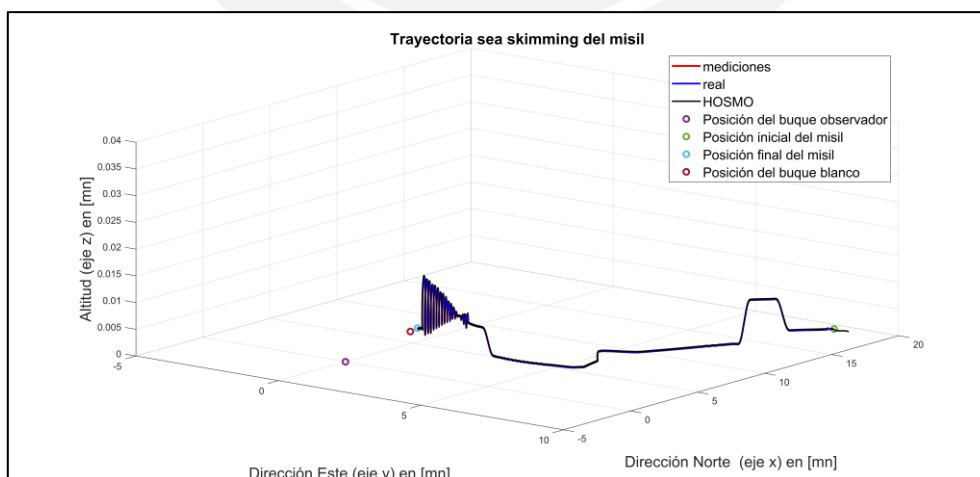 Trayectoria sea skimming del misil
mediciones
real
HOSMO
Posición del buque observador
Posición inicial del misil
Posición final del misil
Posición del buque blanco
Altitud (eje z) en [mn]
0.04
0.035
0.03
0.025
0.02
0.015
0.01
0.005
0
-5
0
5
10
-5
0
5
10
15
20
Dirección Este (eje y) en [mn]
Dirección Norte (eje x) en [mn]